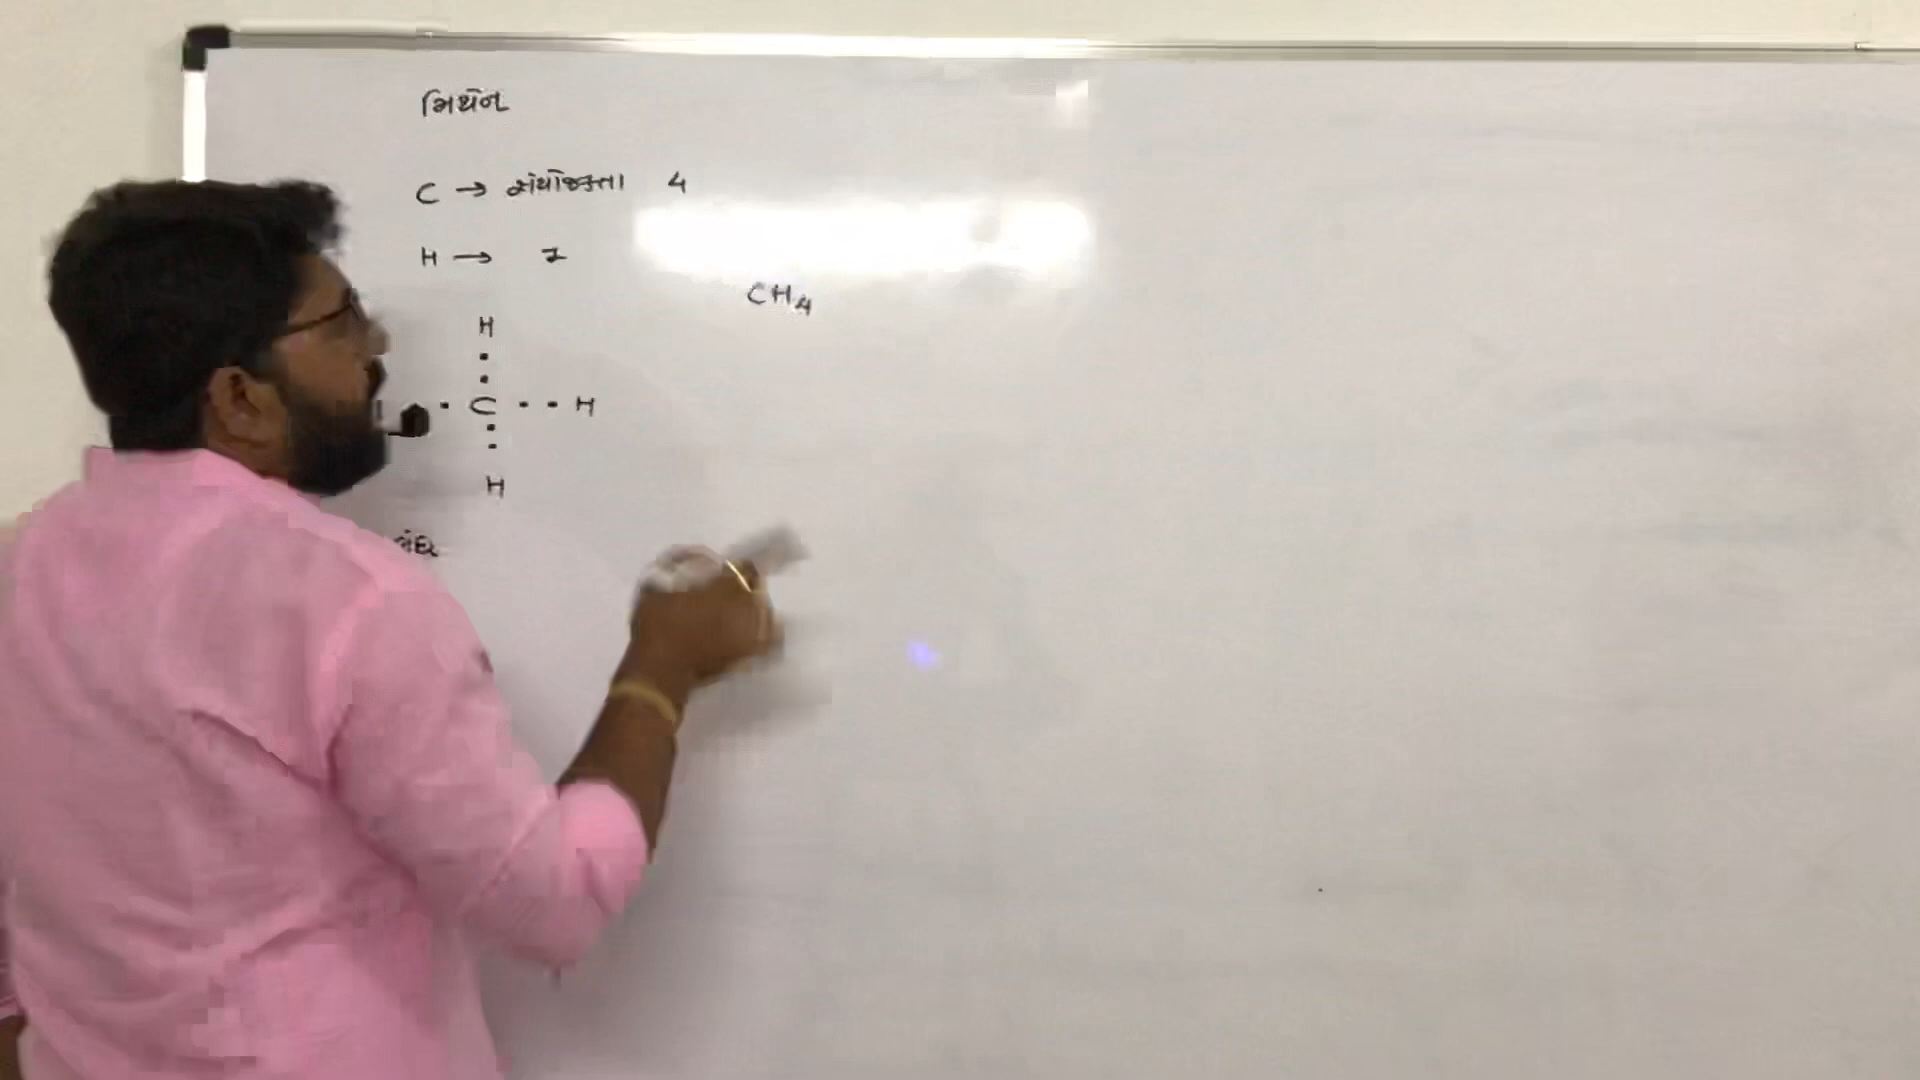 મિથેન
C → સંયોજકતા 4
H → 1
CH4
H
:
· C · · H
:
H